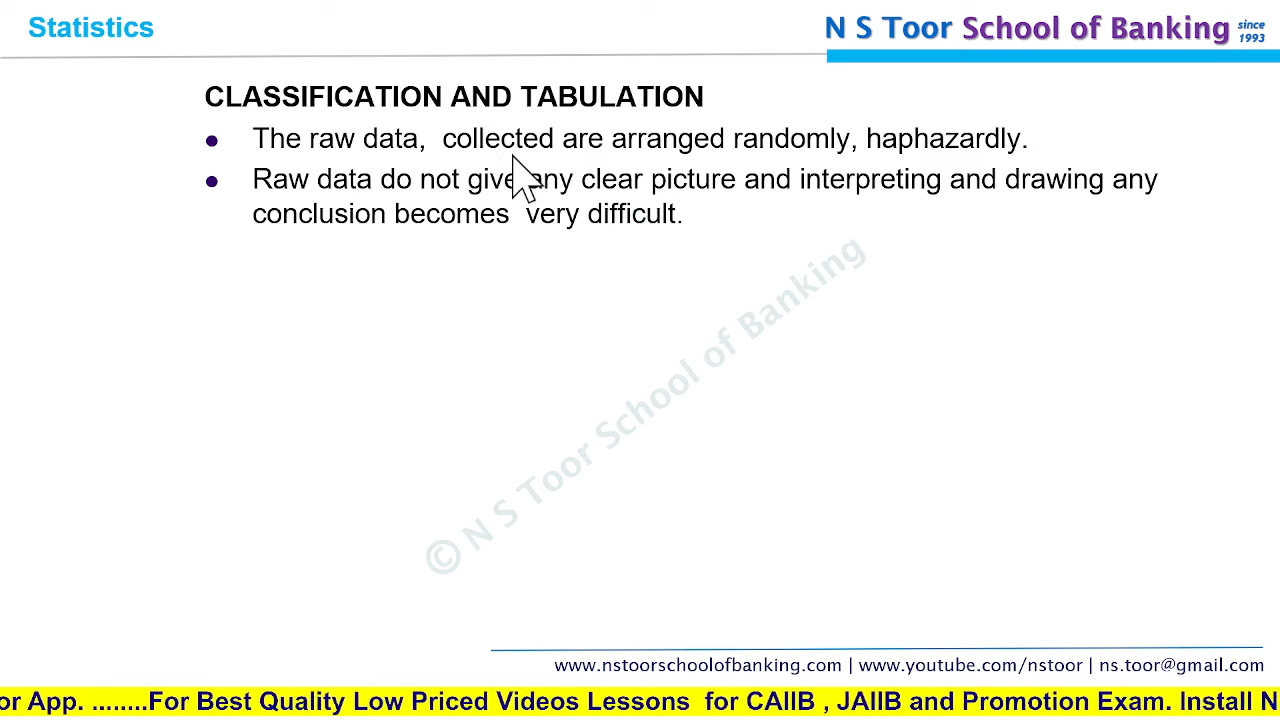 Statistics
N S Toor School of Banking since 1993
CLASSIFICATION AND TABULATION
• The raw data, collected are arranged randomly, haphazardly.
• Raw data do not give any clear picture and interpreting and drawing any
conclusion becomes very difficult.
© N S Toor School of Banking
www.nstoorschoolofbanking.com | www.youtube.com/nstoor | ns.toor@gmail.com
or App. ........For Best Quality Low Priced Videos Lessons for CAIIB , JAIIB and Promotion Exam. Install N